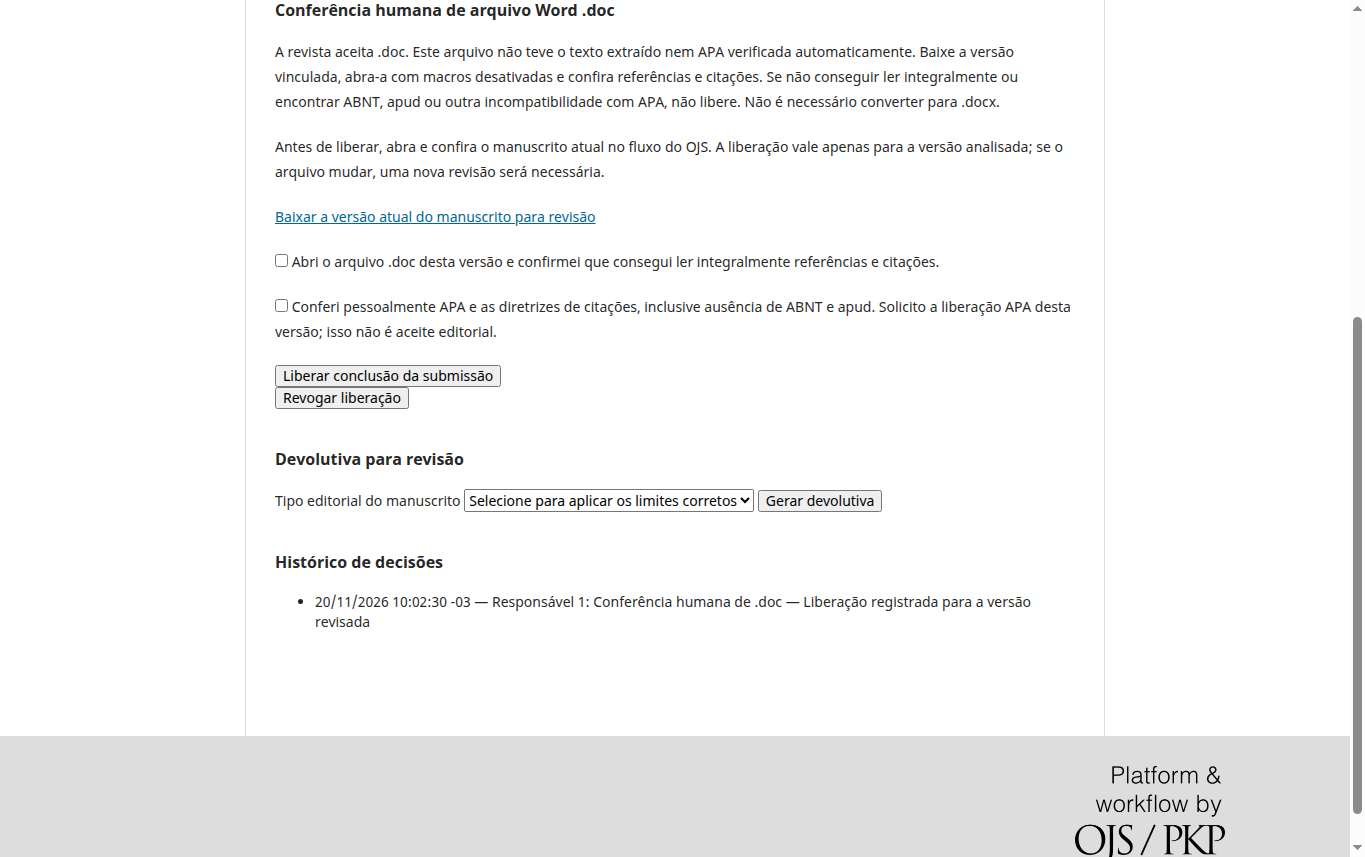 Conferência humana de arquivo Word .doc
A revista aceita .doc. Este arquivo não teve o texto extraído nem APA verificada automaticamente. Baixe a versão
vinculada, abra-a com macros desativadas e confira referências e citações. Se não conseguir ler integralmente ou
encontrar ABNT, apud ou outra incompatibilidade com APA, não libere. Não é necessário converter para .docx.
Antes de liberar, abra e confira o manuscrito atual no fluxo do OJS. A liberação vale apenas para a versão analisada; se o
arquivo mudar, uma nova revisão será necessária.
Baixar a versão atual do manuscrito para revisão
Abri o arquivo .doc desta versão e confirmei que consegui ler integralmente referências e citações.
Conferi pessoalmente APA e as diretrizes de citações, inclusive ausência de ABNT e apud. Solicito a liberação APA desta
versão; isso não é aceite editorial.
Liberar conclusão da submissão
Revogar liberação
Devolutiva para revisão
Tipo editorial do manuscrito Selecione para aplicar os limites corretos Gerar devolutiva
Histórico de decisões
• 20/11/2026 10:02:30 -03 — Responsável 1: Conferência humana de .doc — Liberação registrada para a versão
revisada
Platform &
workflow by
OJS / PKP